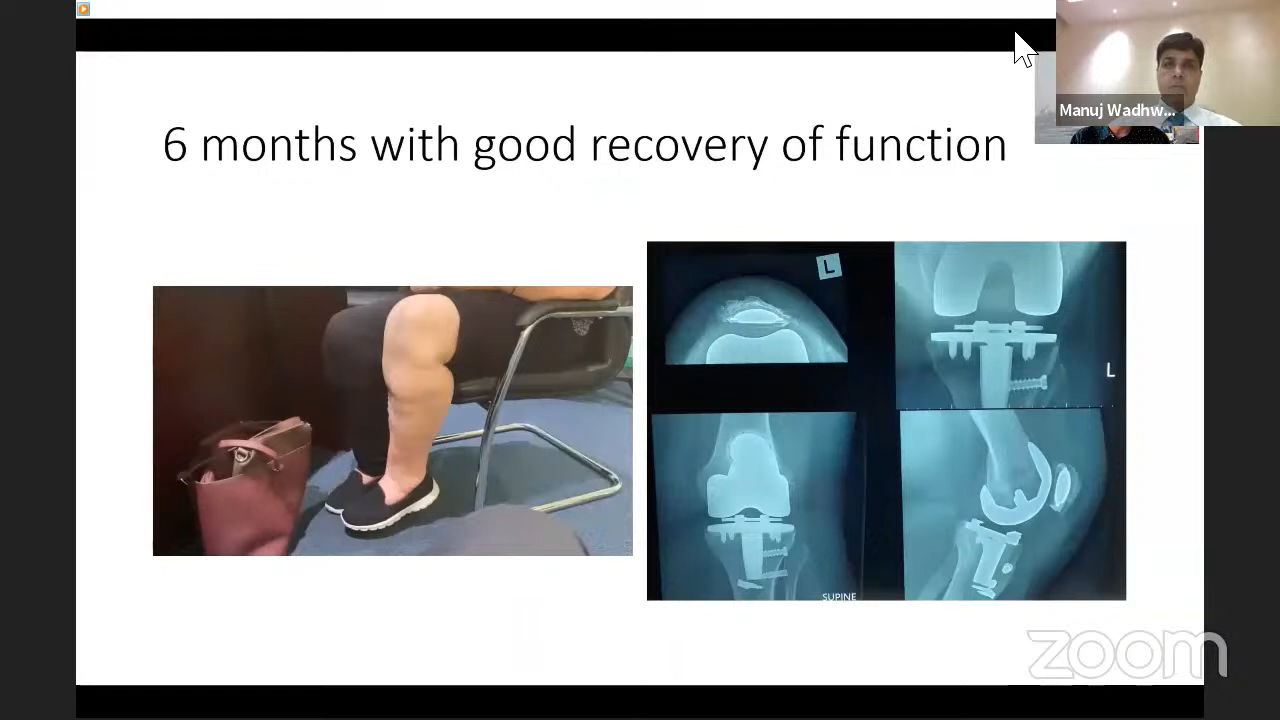 Manuj Wadhw...
6 months with good recovery of function
L
L
SUPINE
zoom